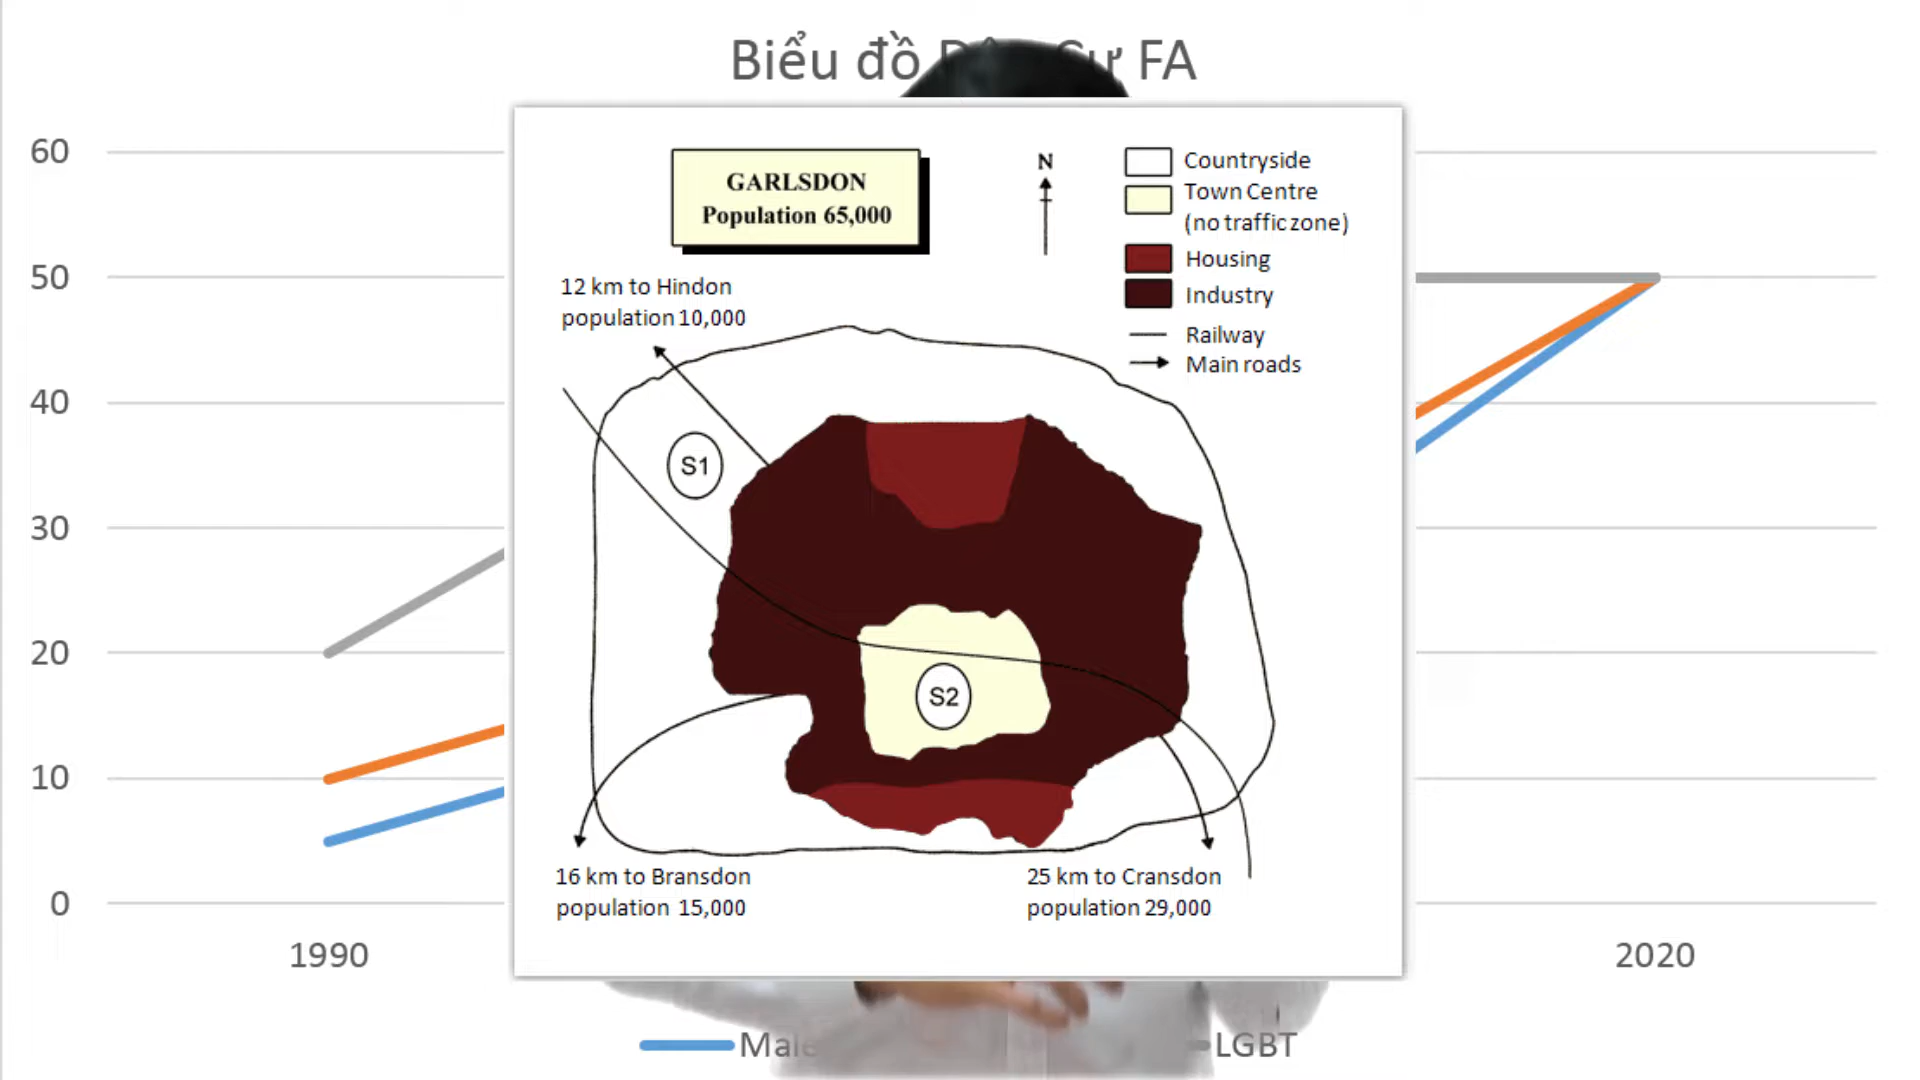 Biểu đồ FA
60
50
40
30
20
10
0
1990
2020
Male
LGBT
GARLSDON
Population 65,000
N
Countryside
Town Centre
(no traffic zone)
Housing
Industry
Railway
Main roads
12 km to Hindon
population 10,000
S1
S2
16 km to Bransdon
population 15,000
25 km to Cransdon
population 29,000